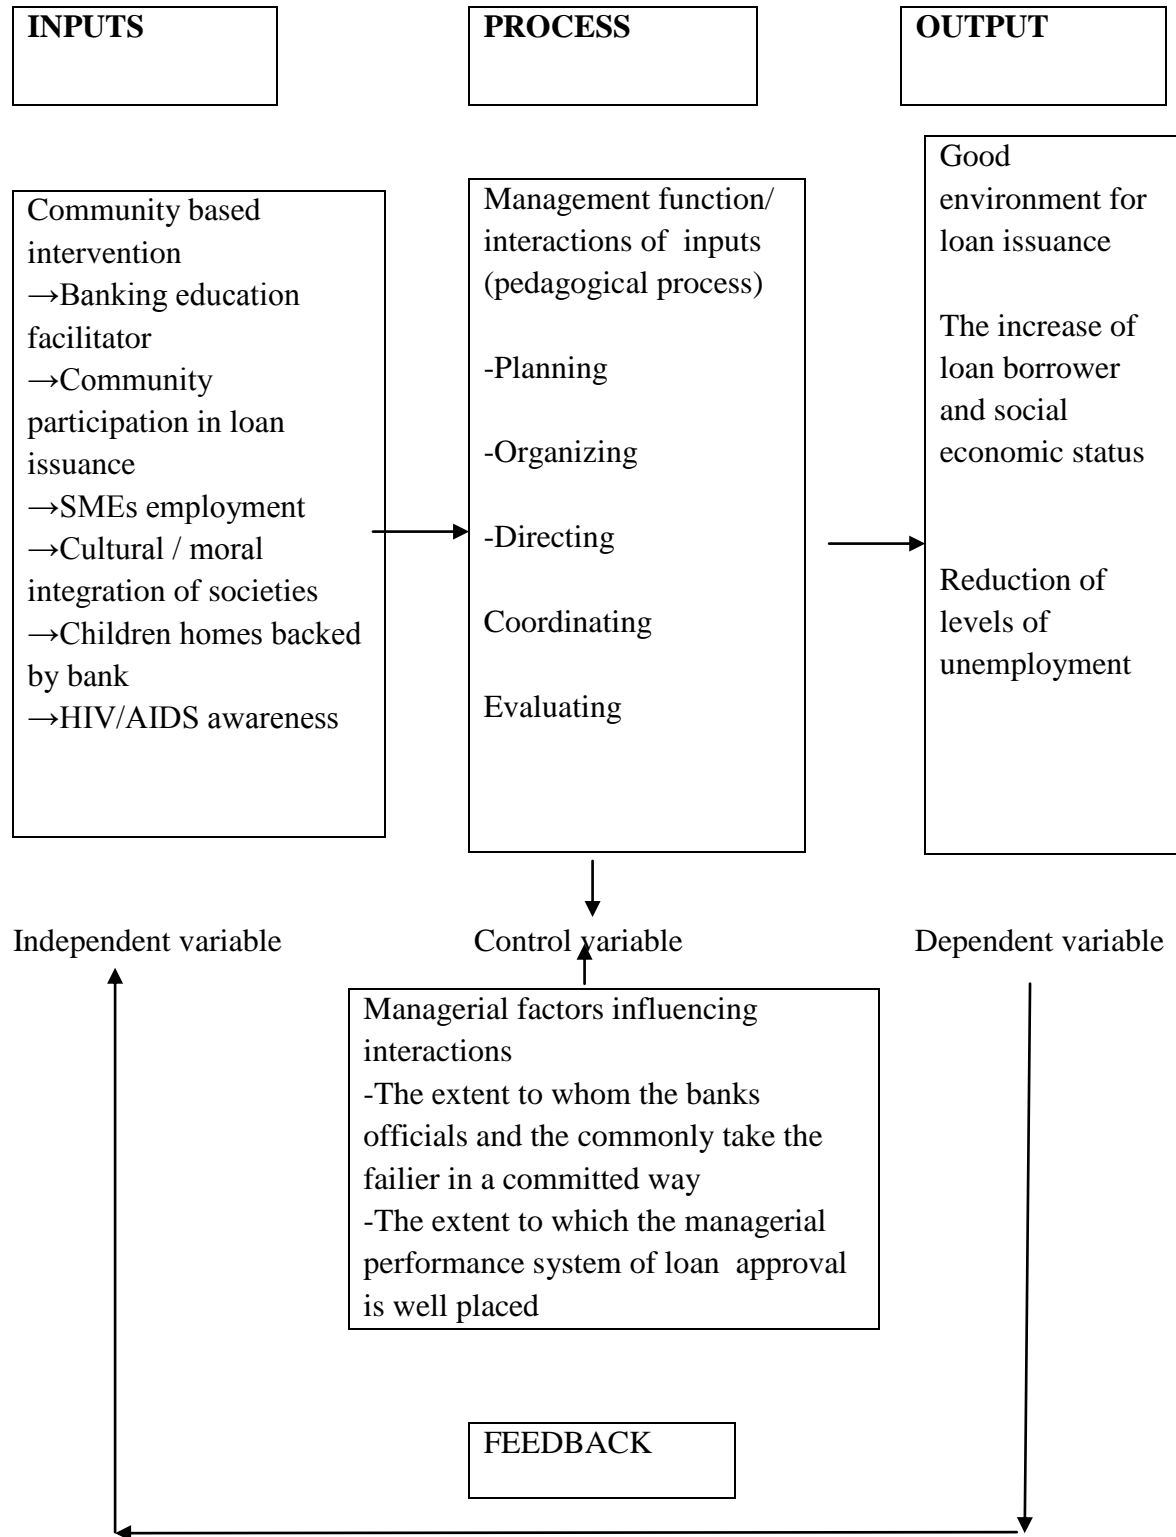 INPUTS
PROCESS
OUTPUT
Community based
intervention
→Banking education
facilitator
→Community
participation in loan
issuance
→SMEs employment
→Cultural / moral
integration of societies
→Children homes backed
by bank
→HIV/AIDS awareness
Management function/
interactions of inputs
(pedagogical process)
-Planning
-Organizing
-Directing
Coordinating
Evaluating
Good
environment for
loan issuance
The increase of
loan borrower
and social
economic status
Reduction of
levels of
unemployment
Independent variable
Control variable
Dependent variable
Managerial factors influencing
interactions
-The extent to whom the banks
officials and the commonly take the
failier in a committed way
-The extent to which the managerial
performance system of loan approval
is well placed
FEEDBACK